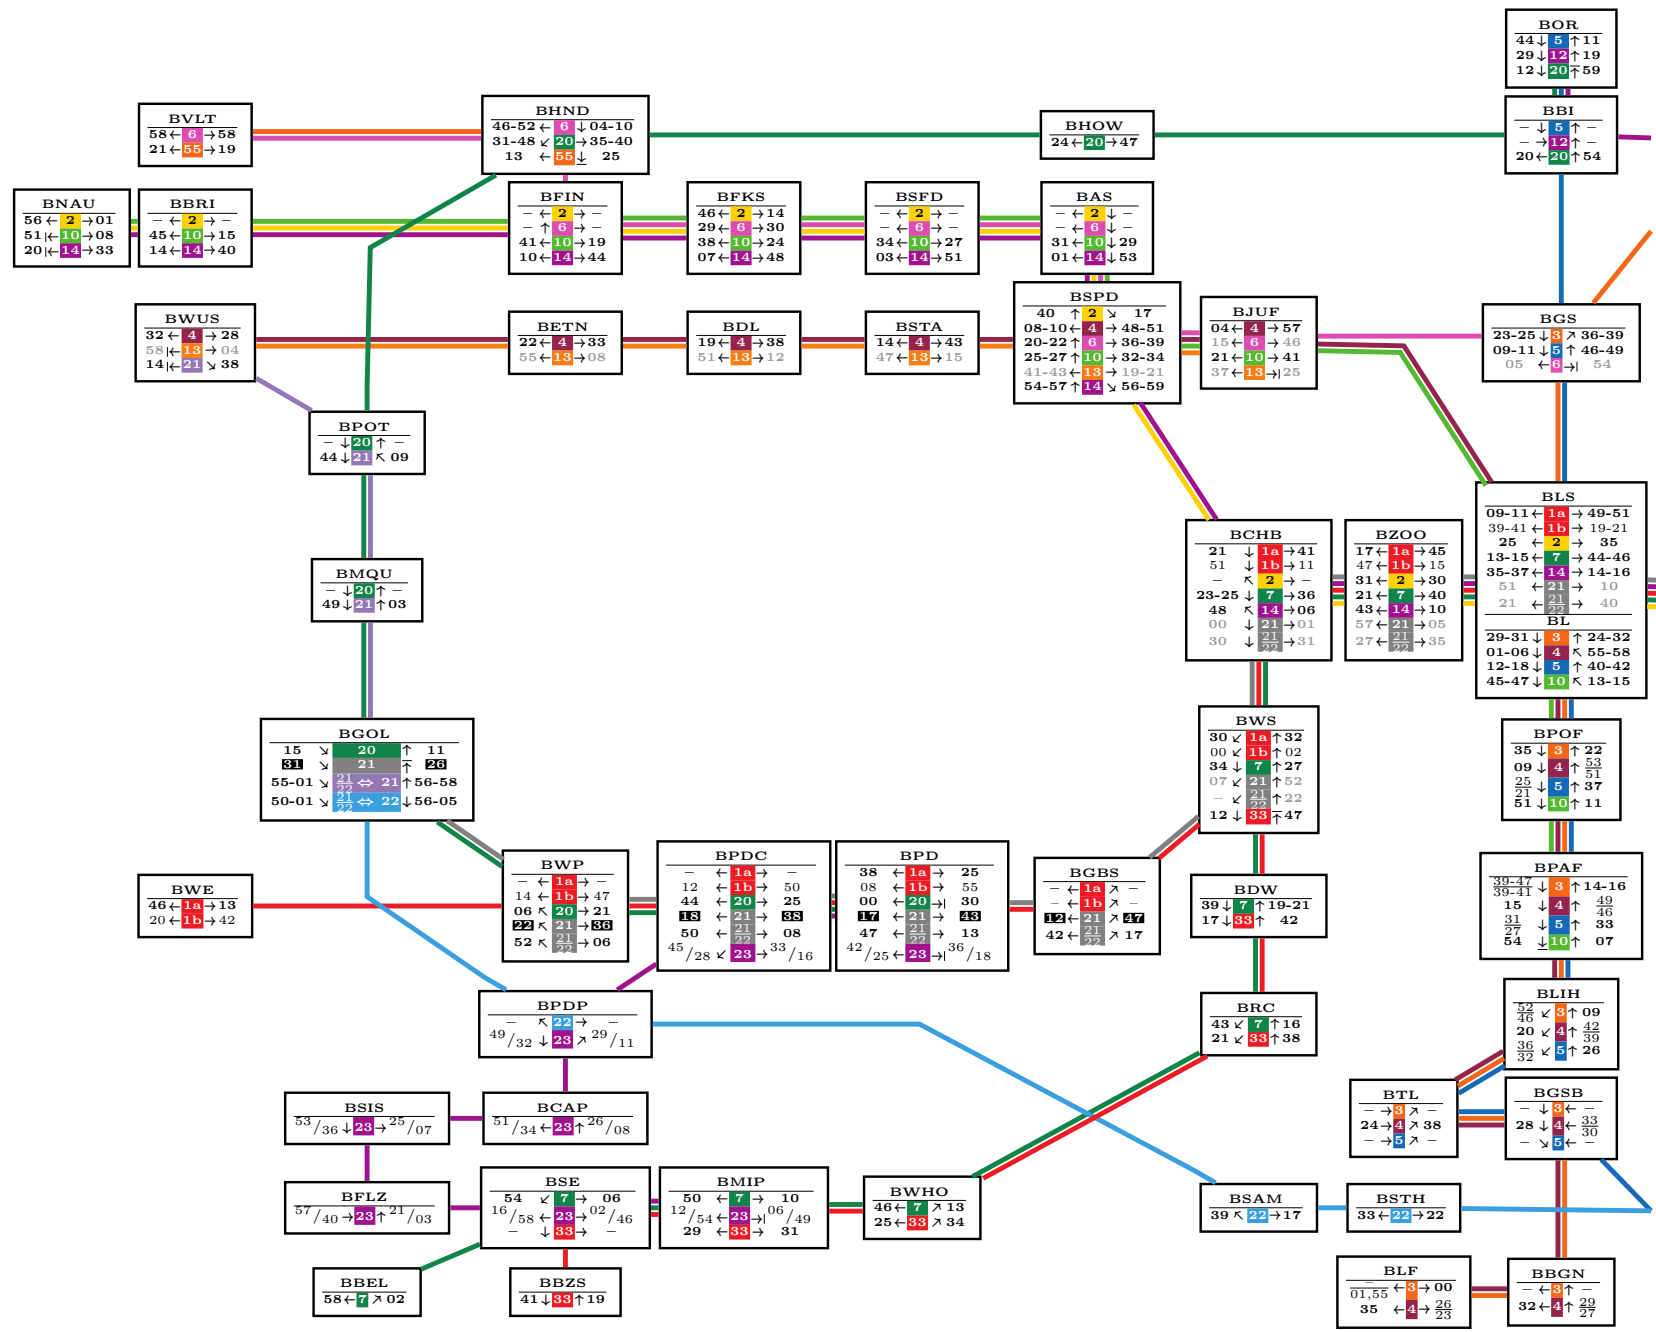 BOR
44 ↓ 5 ↑ 11
29 ↓ 12 ↑ 19
12 ↓ 20 ↑ 59
BBI
– ↓ 5 ↑ –
– → 12 ↑ –
20 ← 20 ↑ 54
BVLT
58 ← 6 → 58
21 ← 55 → 19
BHND
46-52 ← 6 ↓ 04-10
31-48 ↙ 20 → 35-40
13 ← 55 ↓ 25
BHOW
24 ← 20 → 47
BNAU
56 ← 2 → 01
51 |← 10 → 08
20 |← 14 → 33
BBRI
– ← 2 → –
45 ← 10 → 15
14 ← 14 → 40
BFIN
– ← 2 → –
– ↑ 6 → –
41 ← 10 → 19
10 ← 14 → 44
BFKS
46 ← 2 → 14
29 ← 6 → 30
38 ← 10 → 24
07 ← 14 → 48
BSFD
– ← 2 → –
– ← 6 → –
34 ← 10 → 27
03 ← 14 → 51
BAS
– ← 2 ↓ –
– ← 6 ↓ –
31 ← 10 ↓ 29
01 ← 14 ↓ 53
BWUS
32 ← 4 → 28
58 |← 13 → 04
14 |← 21 ↘ 38
BETN
22 ← 4 → 33
55 ← 13 → 08
BDL
19 ← 4 → 38
51 ← 13 → 12
BSTA
14 ← 4 → 43
47 ← 13 → 15
BSPD
40 ↑ 2 ↘ 17
08-10 ← 4 → 48-51
20-22 ↑ 6 → 36-39
25-27 ↑ 10 → 32-34
41-43 ← 13 → 19-21
54-57 ↑ 14 ↘ 56-59
BJUF
04 ← 4 → 57
15 ← 6 → 46
21 ← 10 → 41
37 ← 13 →| 25
BGS
23-25 ↓ 3 ↗ 36-39
09-11 ↓ 5 ↑ 46-49
05 ← 6 →| 54
BPOT
– ↓ 20 ↑ –
44 ↓ 21 ↖ 09
BLS
09-11 ← 1a → 49-51
39-41 ← 1b → 19-21
25 ← 2 → 35
13-15 ← 7 → 44-46
35-37 ← 14 → 14-16
51 ← 21 → 10
21 ← 21/22 → 40
BL
29-31 ↓ 3 ↑ 24-32
01-06 ↓ 4 ↖ 55-58
12-18 ↓ 5 ↑ 40-42
45-47 ↓ 10 ↖ 13-15
BCHB
21 ↓ 1a → 41
51 ↓ 1b → 11
– ↖ 2 → –
23-25 ↓ 7 → 36
48 ↖ 14 → 06
00 ↓ 21 → 01
30 ↓ 21/22 → 31
BZOO
17 ← 1a → 45
47 ← 1b → 15
31 ← 2 → 30
21 ← 7 → 40
43 ← 14 → 10
57 ← 21 → 05
27 ← 21/22 → 35
BMQU
– ↓ 20 ↑ –
49 ↓ 21 ↑ 03
BGOL
15 ↘ 20 ↑ 11
31 ↘ 21 ↑ 26
55-01 ↘ 21/22 ⇔ 21 ↑ 56-58
50-01 ↘ 21/22 ⇔ 22 ↓ 56-05
BWS
30 ↙ 1a ↑ 32
00 ↙ 1b ↑ 02
34 ↓ 7 ↑ 27
07 ↙ 21 ↑ 52
– ↙ 21/22 ↑ 22
12 ↓ 33 ↑ 47
BPOF
35 ↓ 3 ↑ 22
09 ↓ 4 ↑ 53/51
25/21 ↓ 5 ↑ 37
51 ↓ 10 ↑ 11
BWE
46 ← 1a → 13
20 ← 1b → 42
BWP
– ← 1a → –
14 ← 1b → 47
06 ↖ 20 → 21
22 ↖ 21 → 36
52 ↖ 21/22 → 06
BPDC
– ← 1a → –
12 ← 1b → 50
44 ← 20 → 25
18 ← 21 → 38
50 ← 21/22 → 08
45/28 ↙ 23 → 33/16
BPD
38 ← 1a → 25
08 ← 1b → 55
00 ← 20 →| 30
17 ← 21 → 43
47 ← 21/22 → 13
42/25 ← 23 →| 36/18
BGBS
– ← 1a ↗ –
– ← 1b ↗ –
12 ← 21 ↗ 47
42 ← 21/22 ↗ 17
BDW
39 ↓ 7 ↑ 19-21
17 ↓ 33 ↑ 42
BPAF
39-47/39-41 ↓ 3 ↑ 14-16
15 ↓ 4 ↑ 49/46
31/27 ↓ 5 ↑ 33
54 ↓ 10 ↑ 07
BPDP
– ↖ 22 → –
49/32 ↓ 23 ↗ 29/11
BRC
43 ↙ 7 ↑ 16
21 ↙ 33 ↑ 38
BLIH
52/46 ↙ 3 ↑ 09
20 ↙ 4 ↑ 42/39
36/32 ↙ 5 ↑ 26
BTL
– → 3 ↗ –
24 → 4 ↗ 38
– → 5 ↗ –
BGSB
– ↓ 3 ← –
28 ↓ 4 ← 33/30
– ↘ 5 ← –
BSIS
53/36 ↓ 23 → 25/07
BCAP
51/34 ← 23 ↑ 26/08
BFLZ
57/40 → 23 ↑ 21/03
BSE
54 ↙ 7 → 06
16/58 ← 23 → 02/46
– ↓ 33 → –
BMIP
50 ← 7 → 10
12/54 ← 23 →| 06/49
29 ← 33 → 31
BWHO
46 ← 7 ↗ 13
25 ← 33 ↗ 34
BSAM
39 ↖ 22 → 17
BSTH
33 ← 22 → 22
BBEL
58 ← 7 ↗ 02
BBZS
41 ↓ 33 ↑ 19
BLF
–/01,55 ← 3 → 00
35 ← 4 → 26/23
BBGN
– ← 3 ↑ –
32 ← 4 ↑ 29/27